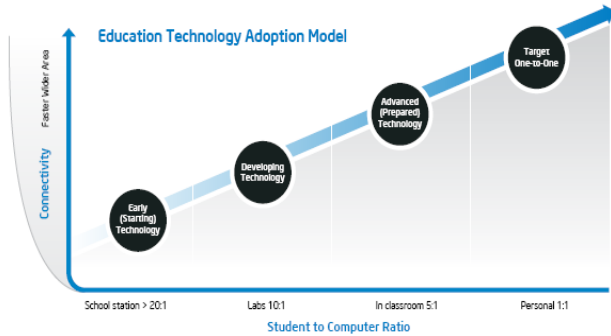 Education Technology Adoption Model
Faster Wider Area
Connectivity
Target
One-to-One
Advanced
(Prepared)
Technology
Developing
Technology
Early
(Starting)
Technology
School station > 20:1
Labs 10:1
In classroom 5:1
Personal 1:1
Student to Computer Ratio